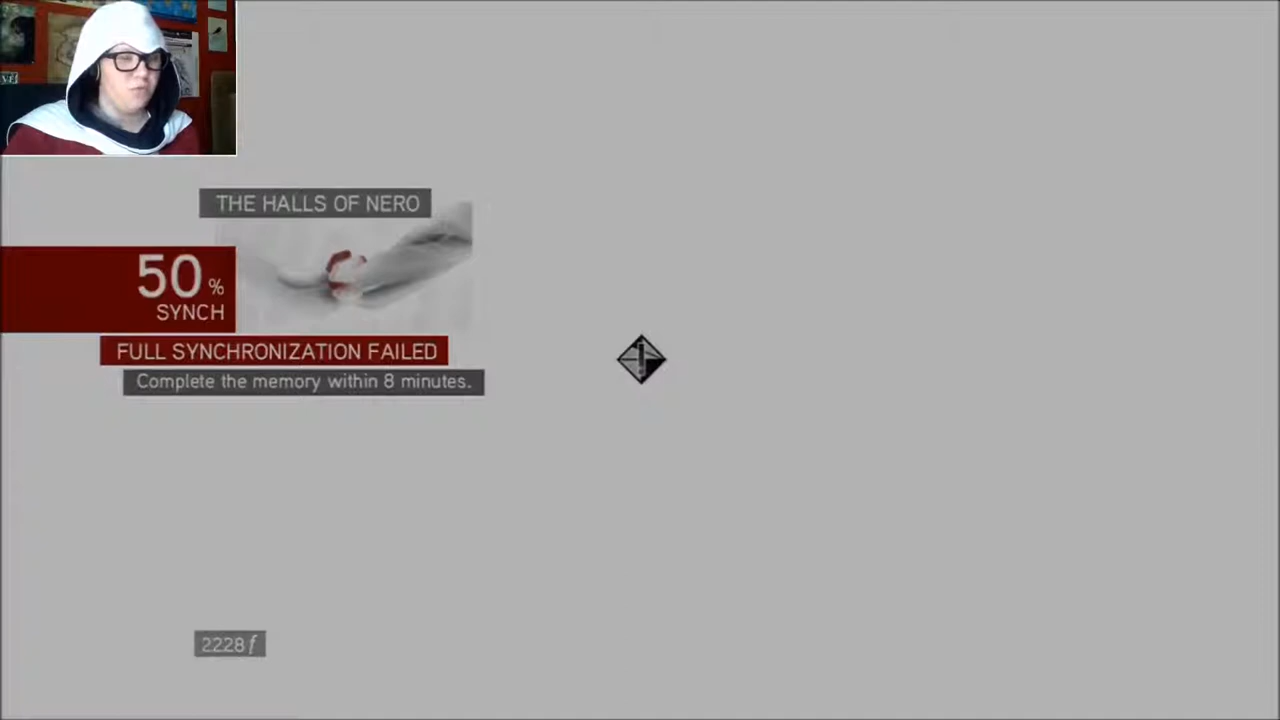 THE HALLS OF NERO
50 %
SYNCH
FULL SYNCHRONIZATION FAILED
Complete the memory within 8 minutes.
2228 ƒ